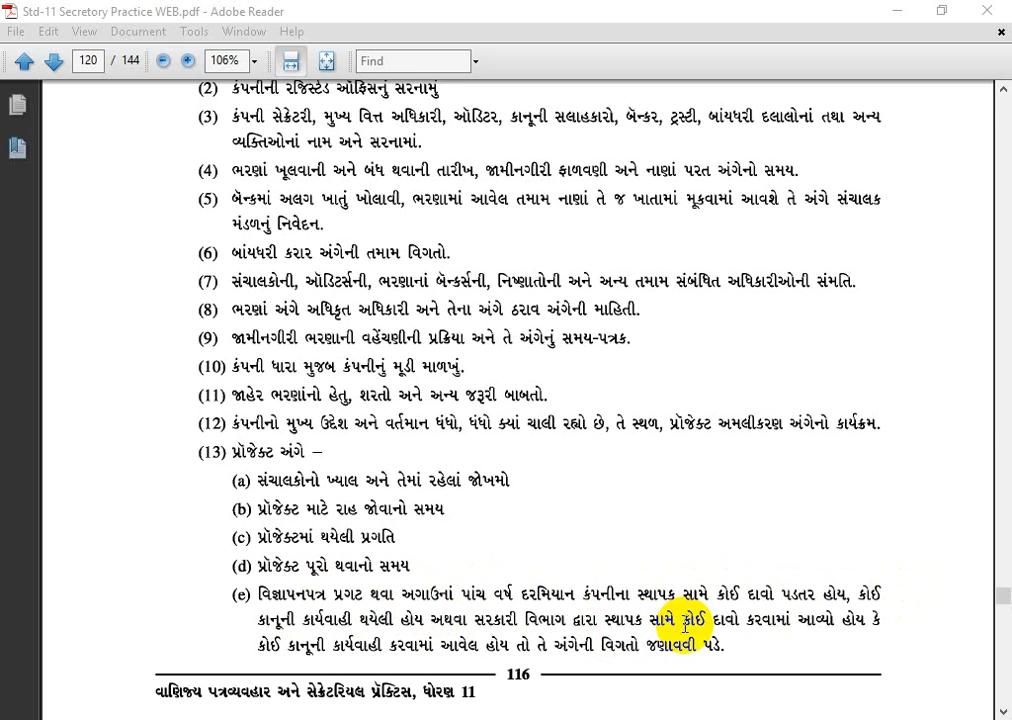 Std-11 Secretory Practice WEB.pdf - Adobe Reader
File Edit View Document Tools Window Help
120 / 144 106% Find
(2) કંપનીની રજિસ્ટેડ ઑફિસનું સરનામું
(3) કંપની સેક્રેટરી, મુખ્ય વિત્ત અધિકારી, ઑડિટર, કાનૂની સલાહકારો, બૅન્કર, ટ્રસ્ટી, બાંયધરી દલાલોનાં તથા અન્ય
વ્યક્તિઓનાં નામ અને સરનામાં.
(4) ભરણાં ખૂલવાની અને બંધ થવાની તારીખ, જામીનગીરી ફાળવણી અને નાણાં પરત અંગેનો સમય.
(5) બૅન્કમાં અલગ ખાતું ખોલાવી, ભરણામાં આવેલ તમામ નાણાં તે જ ખાતામાં મૂકવામાં આવશે તે અંગે સંચાલક
મંડળનું નિવેદન.
(6) બાંયધરી કરાર અંગેની તમામ વિગતો.
(7) સંચાલકોની, ઑડિટર્સની, ભરણાનાં બૅન્કર્સની, નિષ્ણાતોની અને અન્ય તમામ સંબંધિત અધિકારીઓની સંમતિ.
(8) ભરણાં અંગે અધિકૃત અધિકારી અને તેના અંગે ઠરાવ અંગેની માહિતી.
(9) જામીનગીરી ભરણાની વહેંચણીની પ્રક્રિયા અને તે અંગેનું સમય-પત્રક.
(10) કંપની ધારા મુજબ કંપનીનું મૂડી માળખું.
(11) જાહેર ભરણાંનો હેતુ, શરતો અને અન્ય જરૂરી બાબતો.
(12) કંપનીનો મુખ્ય ઉદેશ અને વર્તમાન ધંધો, ધંધો ક્યાં ચાલી રહ્યો છે, તે સ્થળ, પ્રૉજેક્ટ અમલીકરણ અંગેનો કાર્યક્રમ.
(13) પ્રૉજેક્ટ અંગે –
(a) સંચાલકોનો ખ્યાલ અને તેમાં રહેલાં જોખમો
(b) પ્રૉજેક્ટ માટે રાહ જોવાનો સમય
(c) પ્રૉજેક્ટમાં થયેલી પ્રગતિ
(d) પ્રૉજેક્ટ પૂરો થવાનો સમય
(e) વિજ્ઞાપનપત્ર પ્રગટ થવા અગાઉનાં પાંચ વર્ષ દરમિયાન કંપનીના સ્થાપક સામે કોઈ દાવો પડતર હોય, કોઈ
કાનૂની કાર્યવાહી થયેલી હોય અથવા સરકારી વિભાગ દ્વારા સ્થાપક સામે કોઈ દાવો કરવામાં આવ્યો હોય કે
કોઈ કાનૂની કાર્યવાહી કરવામાં આવેલ હોય તો તે અંગેની વિગતો જણાવવી પડે.
116
વાણિજ્ય પત્રવ્યવહાર અને સેક્રેટરિયલ પ્રૅક્ટિસ, ધોરણ 11